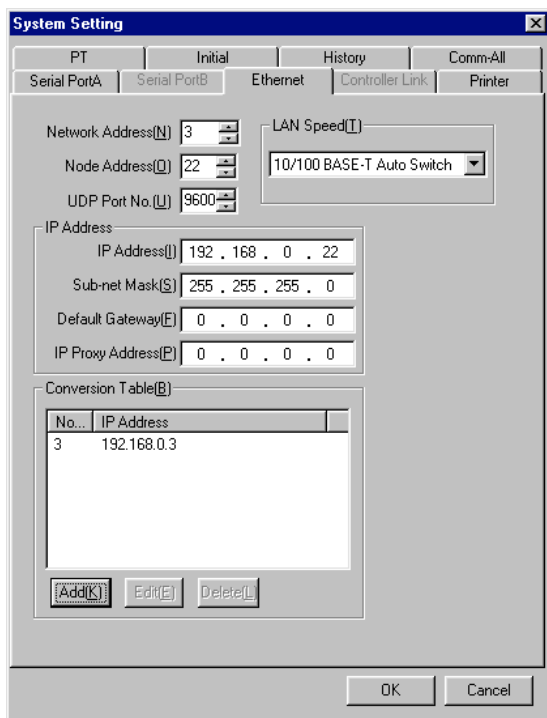 System Setting
PT Initial History Comm-All
Serial PortA Serial PortB Ethernet Controller Link Printer
Network Address(N) 3
LAN Speed(T)
Node Address(O) 22
10/100 BASE-T Auto Switch
UDP Port No.(U) 9600
IP Address
IP Address(I) 192 . 168 . 0 . 22
Sub-net Mask(S) 255 . 255 . 255 . 0
Default Gateway(F) 0 . 0 . 0 . 0
IP Proxy Address(P) 0 . 0 . 0 . 0
Conversion Table(B)
No... IP Address
3 192.168.0.3
Add(K) Edit(E) Delete(L)
OK Cancel